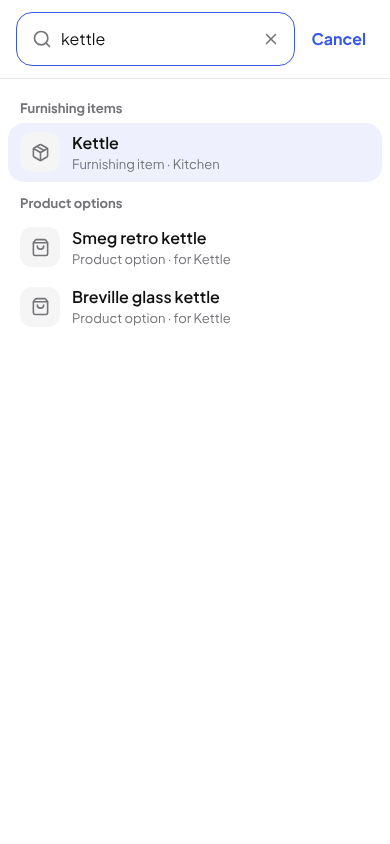 kettle
Cancel
Furnishing items
Kettle
Furnishing item · Kitchen
Product options
Smeg retro kettle
Product option · for Kettle
Breville glass kettle
Product option · for Kettle